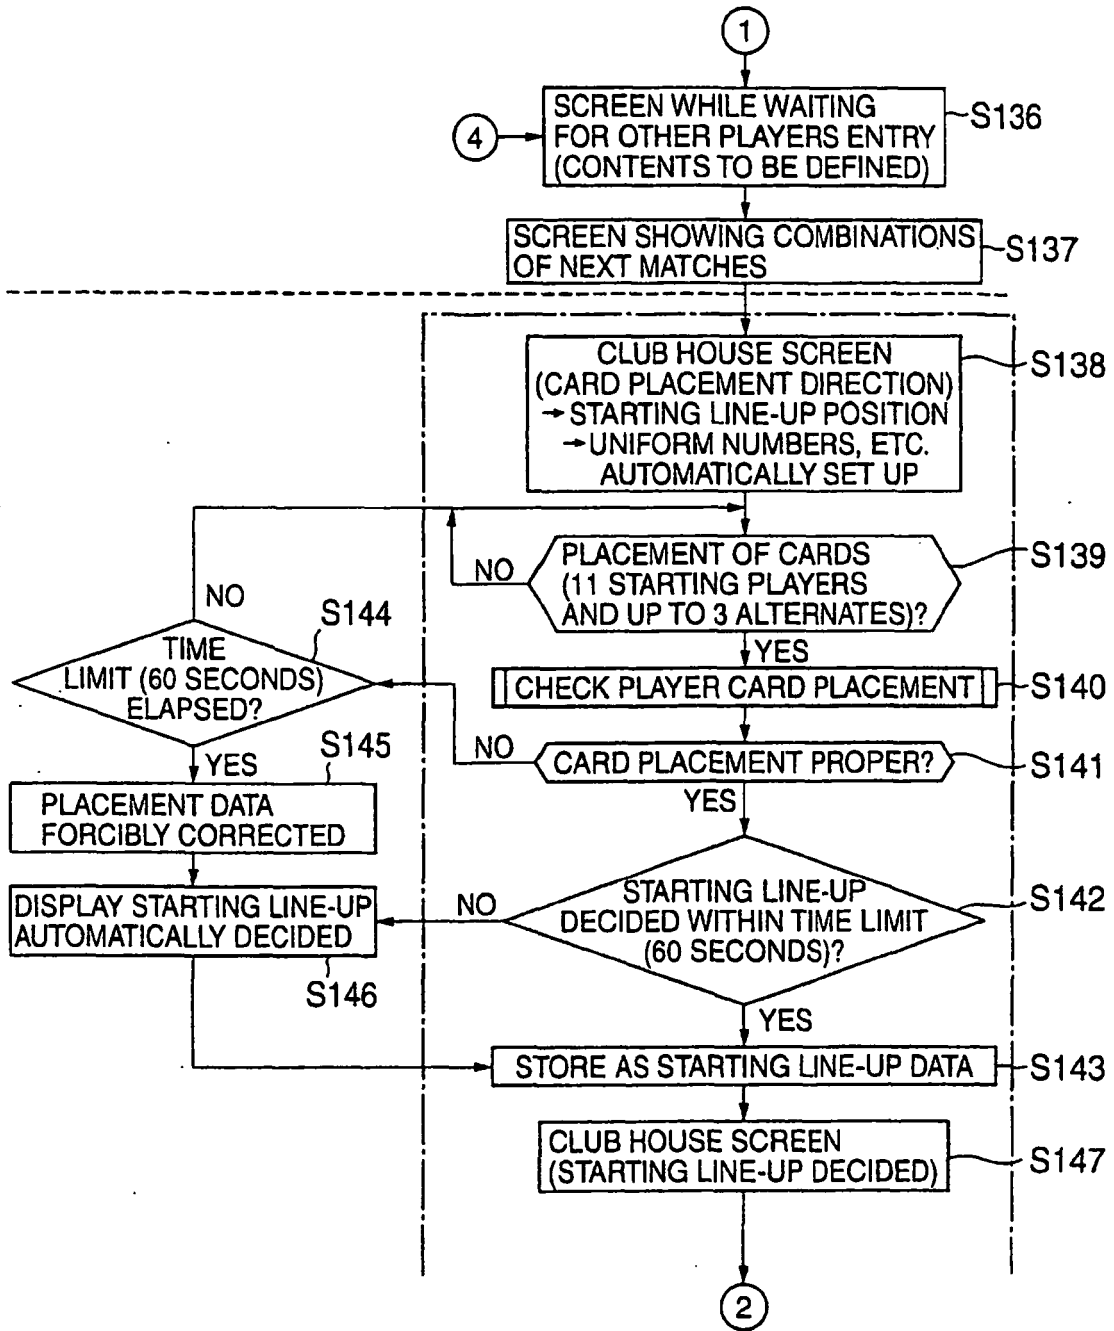 1
SCREEN WHILE WAITING
FOR OTHER PLAYERS ENTRY
(CONTENTS TO BE DEFINED)
S136
4
SCREEN SHOWING COMBINATIONS
OF NEXT MATCHES
S137
CLUB HOUSE SCREEN
(CARD PLACEMENT DIRECTION)
→ STARTING LINE-UP POSITION
→ UNIFORM NUMBERS, ETC.
AUTOMATICALLY SET UP
S138
PLACEMENT OF CARDS
(11 STARTING PLAYERS
AND UP TO 3 ALTERNATES)?
S139
NO
YES
NO
S144
TIME
LIMIT (60 SECONDS)
ELAPSED?
CHECK PLAYER CARD PLACEMENT
S140
NO
CARD PLACEMENT PROPER?
S141
YES
S145
PLACEMENT DATA
FORCIBLY CORRECTED
YES
STARTING LINE-UP
DECIDED WITHIN TIME LIMIT
(60 SECONDS)?
S142
NO
DISPLAY STARTING LINE-UP
AUTOMATICALLY DECIDED
S146
YES
STORE AS STARTING LINE-UP DATA
S143
CLUB HOUSE SCREEN
(STARTING LINE-UP DECIDED)
S147
2